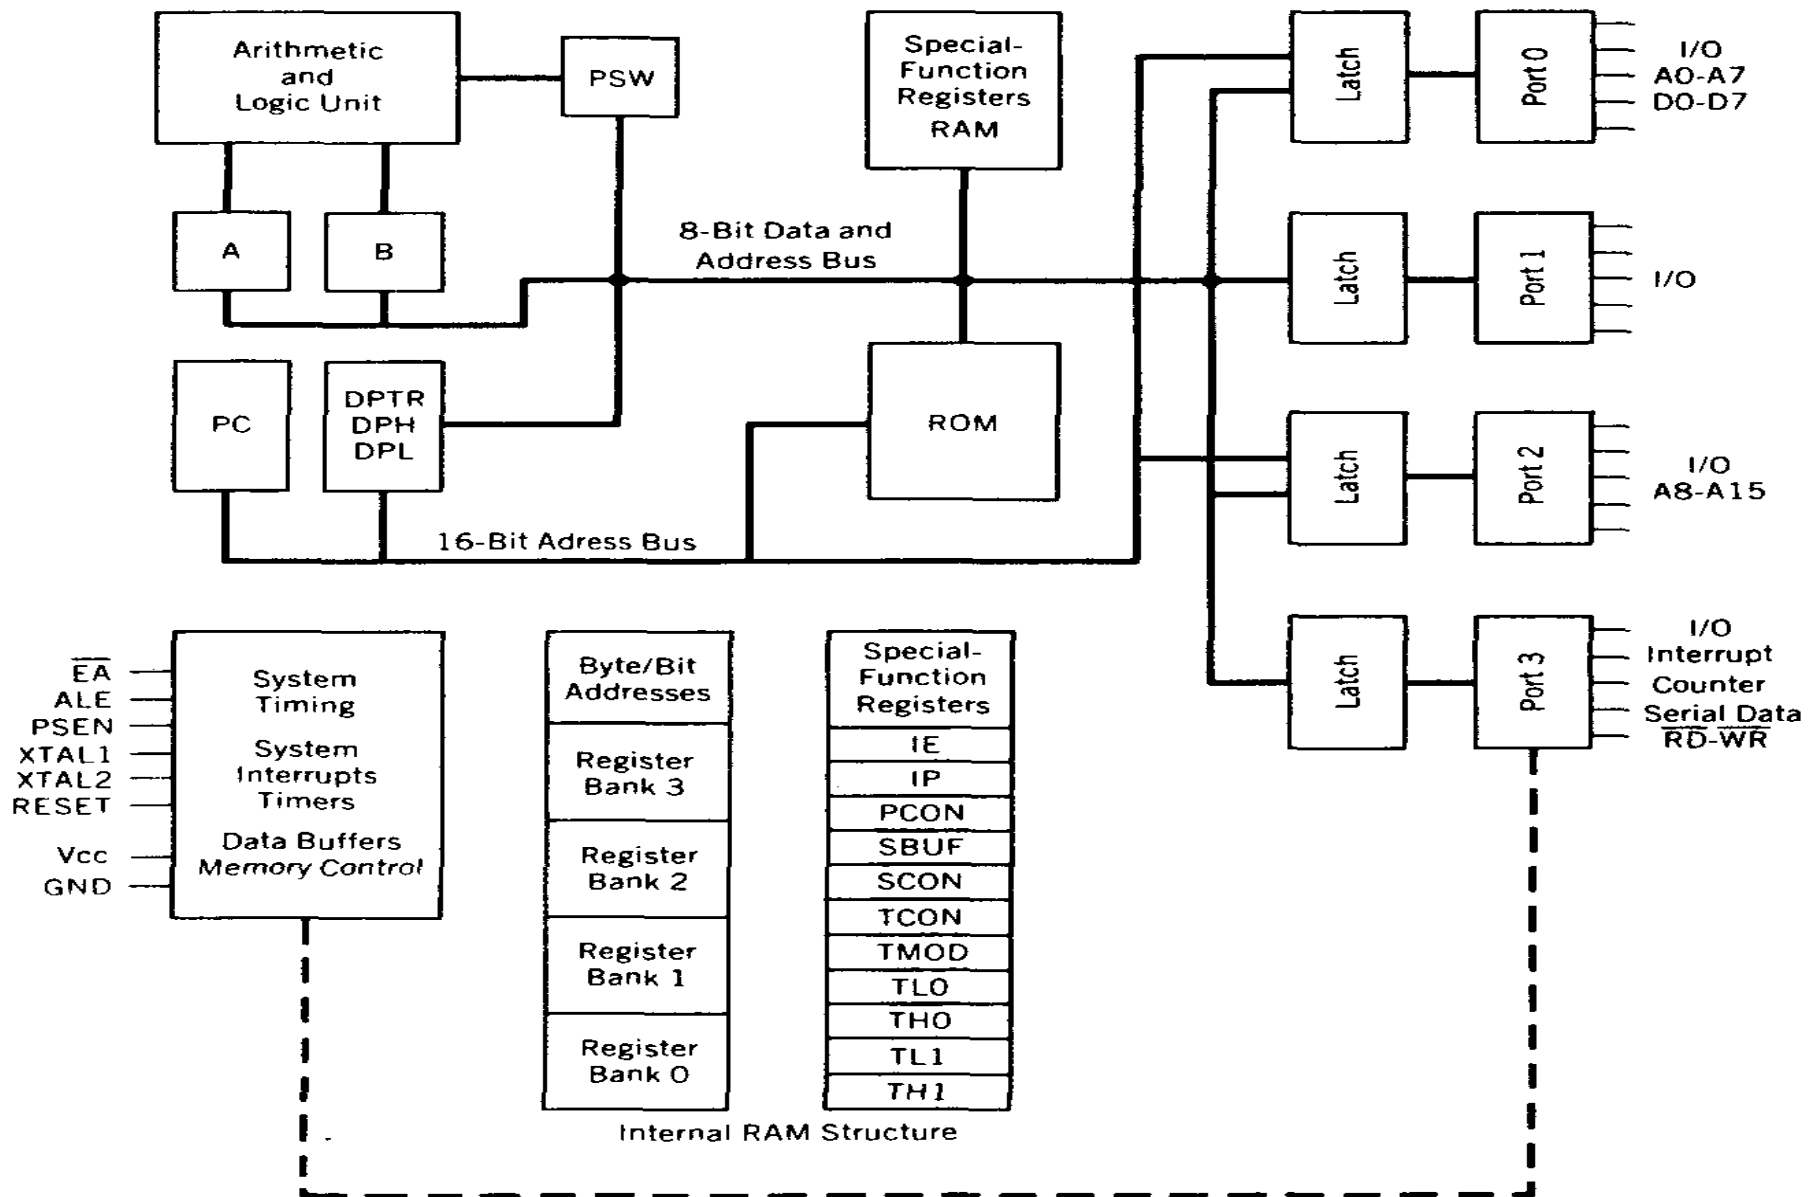 Arithmetic
and
Logic Unit
PSW
A
B
Special-
Function
Registers
RAM
8-Bit Data and
Address Bus
PC
DPTR
DPH
DPL
ROM
16-Bit Adress Bus
Latch
Port 0
I/O
A0-A7
D0-D7
Latch
Port 1
I/O
Latch
Port 2
I/O
A8-A15
Latch
Port 3
I/O
Interrupt
Counter
Serial Data
R̅D̅-W̅R̅
E̅A̅
ALE
PSEN
XTAL1
XTAL2
RESET
Vcc
GND
System
Timing
System
Interrupts
Timers
Data Buffers
Memory Control
Byte/Bit
Addresses
Register
Bank 3
Register
Bank 2
Register
Bank 1
Register
Bank 0
Special-
Function
Registers
IE
IP
PCON
SBUF
SCON
TCON
TMOD
TL0
TH0
TL1
TH1
Internal RAM Structure